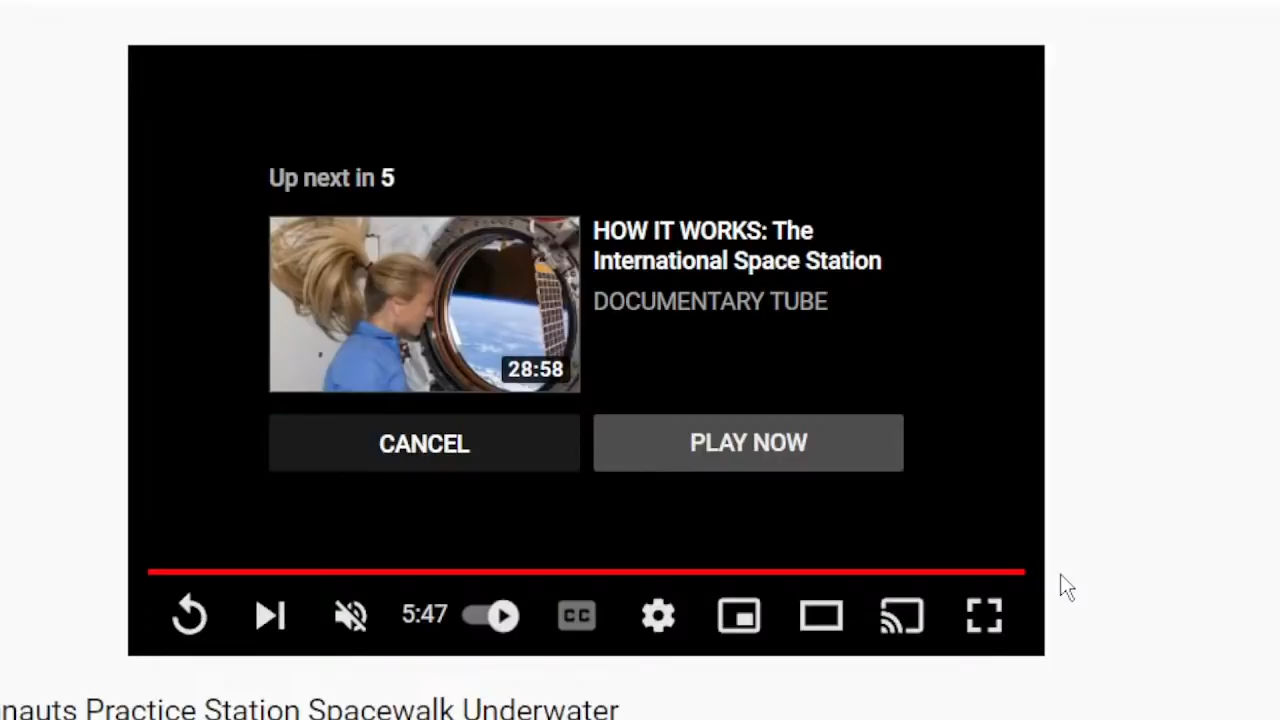 Up next in 5
HOW IT WORKS: The
International Space Station
DOCUMENTARY TUBE
28:58
CANCEL
PLAY NOW
5:47
CC
nauts Practice Station Spacewalk Underwater